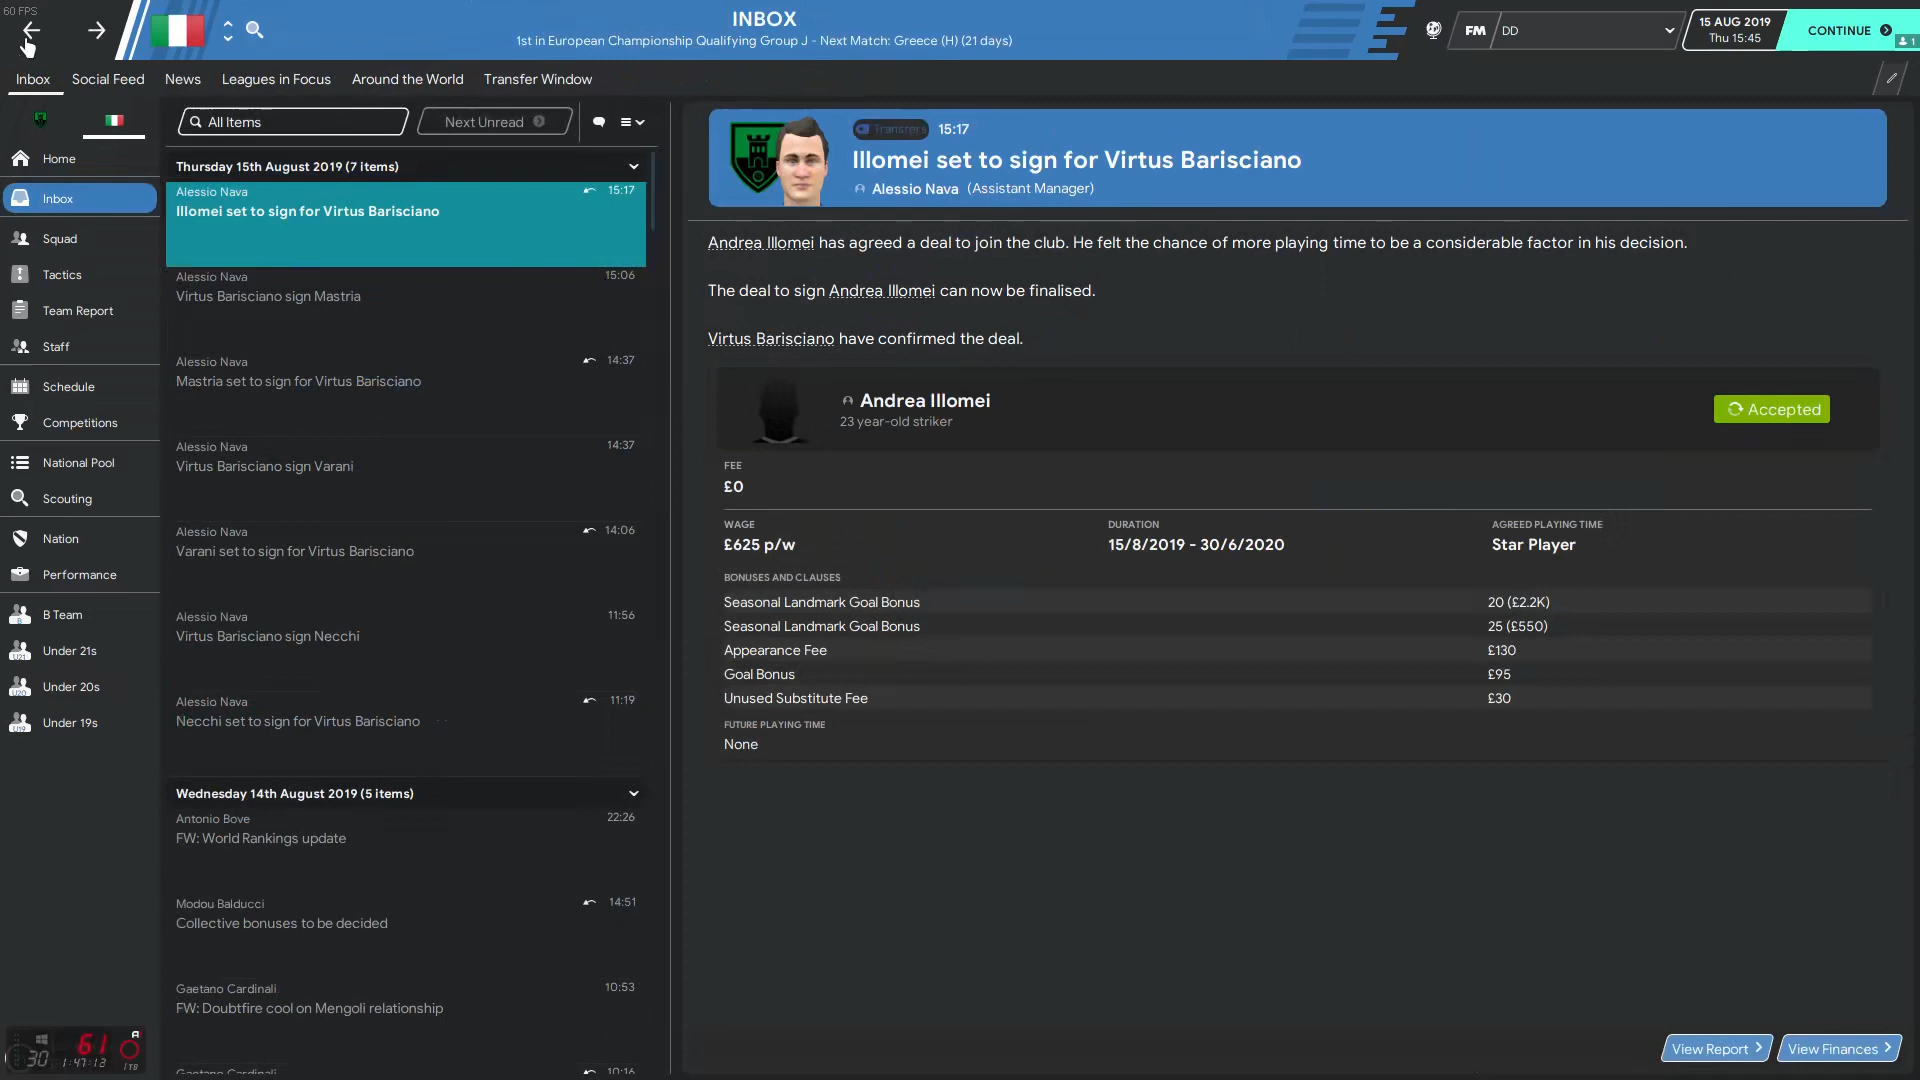 60 FPS
INBOX
1st in European Championship Qualifying Group J - Next Match: Greece (H) (21 days)
FM DD
15 AUG 2019
Thu 15:45
CONTINUE
1
Inbox Social Feed News Leagues in Focus Around the World Transfer Window
Home
Inbox
Squad
Tactics
Team Report
Staff
Schedule
Competitions
National Pool
Scouting
Nation
Performance
B Team
Under 21s
Under 20s
Under 19s
All Items
Next Unread
Thursday 15th August 2019 (7 items)
Alessio Nava 15:17
Illomei set to sign for Virtus Barisciano
Alessio Nava 15:06
Virtus Barisciano sign Mastria
Alessio Nava 14:37
Mastria set to sign for Virtus Barisciano
Alessio Nava 14:37
Virtus Barisciano sign Varani
Alessio Nava 14:06
Varani set to sign for Virtus Barisciano
Alessio Nava 11:56
Virtus Barisciano sign Necchi
Alessio Nava 11:19
Necchi set to sign for Virtus Barisciano
Wednesday 14th August 2019 (5 items)
Antonio Bove 22:26
FW: World Rankings update
Modou Balducci 14:51
Collective bonuses to be decided
Gaetano Cardinali 10:53
FW: Doubtfire cool on Mengoli relationship
Gaetano Cardinali 10:16
Transfers 15:17
Illomei set to sign for Virtus Barisciano
Alessio Nava (Assistant Manager)
Andrea Illomei has agreed a deal to join the club. He felt the chance of more playing time to be a considerable factor in his decision.
The deal to sign Andrea Illomei can now be finalised.
Virtus Barisciano have confirmed the deal.
Andrea Illomei
23 year-old striker
Accepted
FEE
£0
WAGE DURATION AGREED PLAYING TIME
£625 p/w 15/8/2019 - 30/6/2020 Star Player
BONUSES AND CLAUSES
Seasonal Landmark Goal Bonus 20 (£2.2K)
Seasonal Landmark Goal Bonus 25 (£550)
Appearance Fee £130
Goal Bonus £95
Unused Substitute Fee £30
FUTURE PLAYING TIME
None
View Report View Finances
61
30 1:47:13 1TB